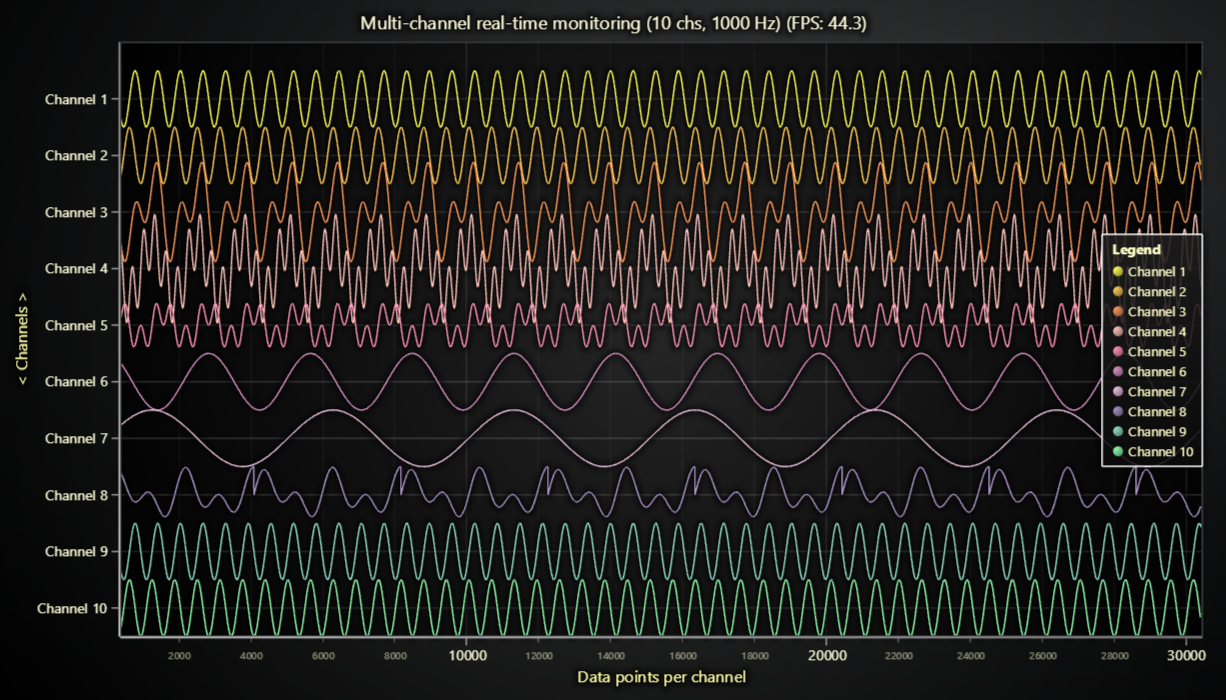 Multi-channel real-time monitoring (10 chs, 1000 Hz) (FPS: 44.3)
< Channels >
Channel 1
Channel 2
Channel 3
Channel 4
Channel 5
Channel 6
Channel 7
Channel 8
Channel 9
Channel 10
Legend
Channel 1
Channel 2
Channel 3
Channel 4
Channel 5
Channel 6
Channel 7
Channel 8
Channel 9
Channel 10
2000 4000 6000 8000 10000 12000 14000 16000 18000 20000 22000 24000 26000 28000 30000
Data points per channel